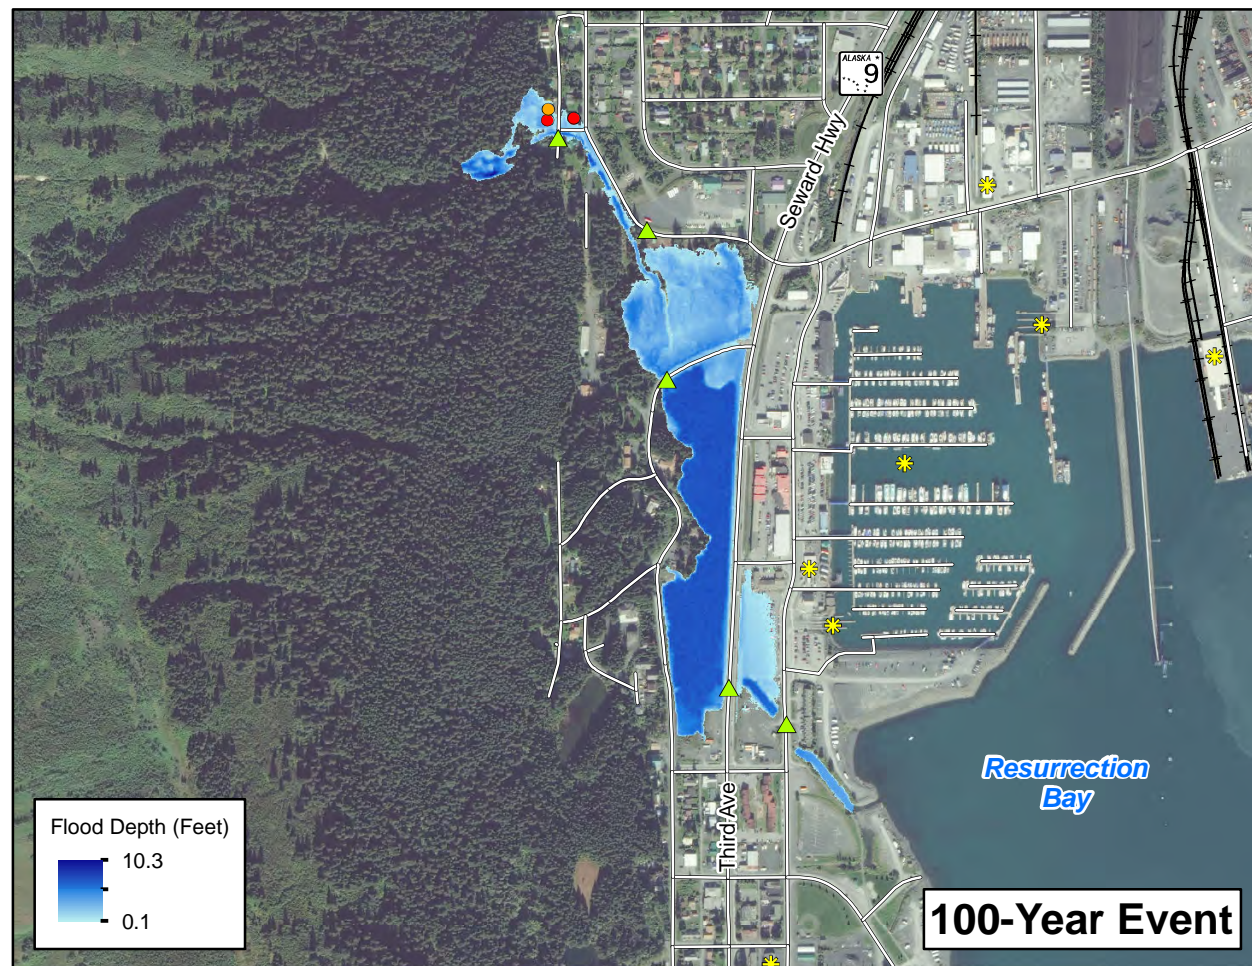 ALASKA
9
Seward Hwy
Resurrection
Bay
Third Ave
Flood Depth (Feet)
10.3
0.1
100-Year Event